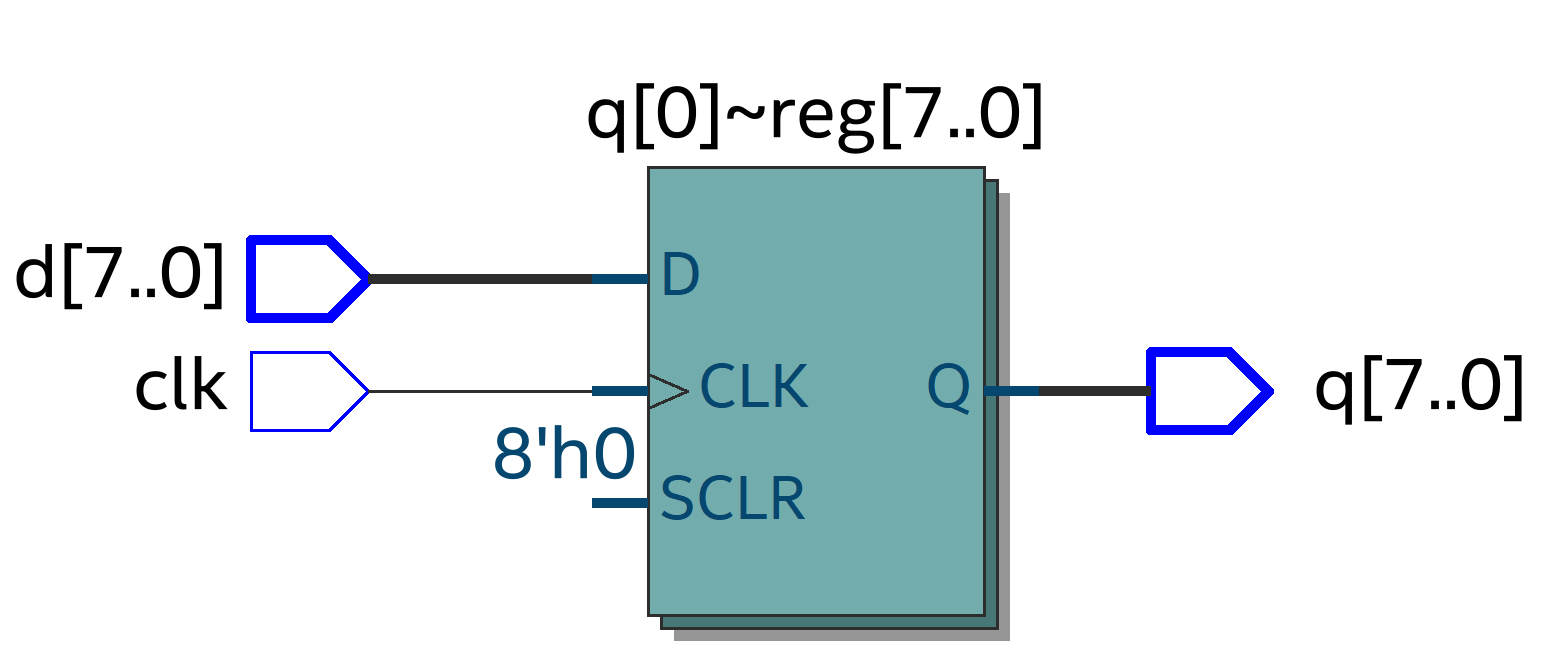 q[0]~reg[7..0]
d[7..0]
D
clk
CLK
Q
q[7..0]
8'h0
SCLR